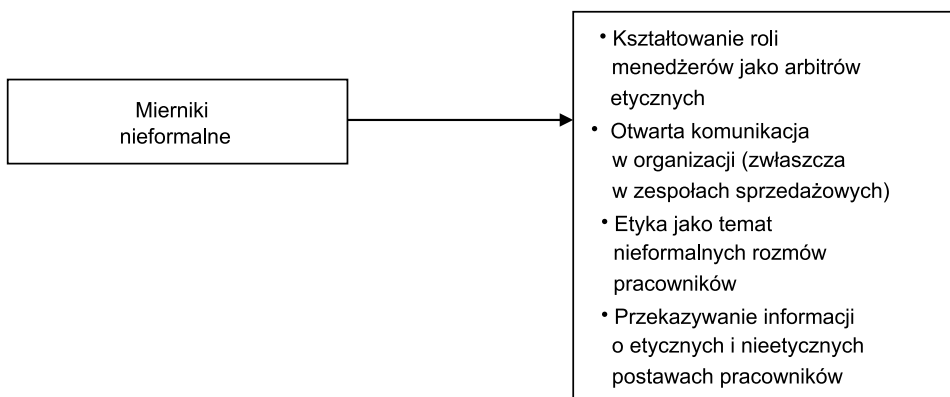 Mierniki
nieformalne
• Kształtowanie roli
menedżerów jako arbitrów
etycznych
• Otwarta komunikacja
w organizacji (zwłaszcza
w zespołach sprzedażowych)
• Etyka jako temat
nieformalnych rozmów
pracowników
• Przekazywanie informacji
o etycznych i nieetycznych
postawach pracowników